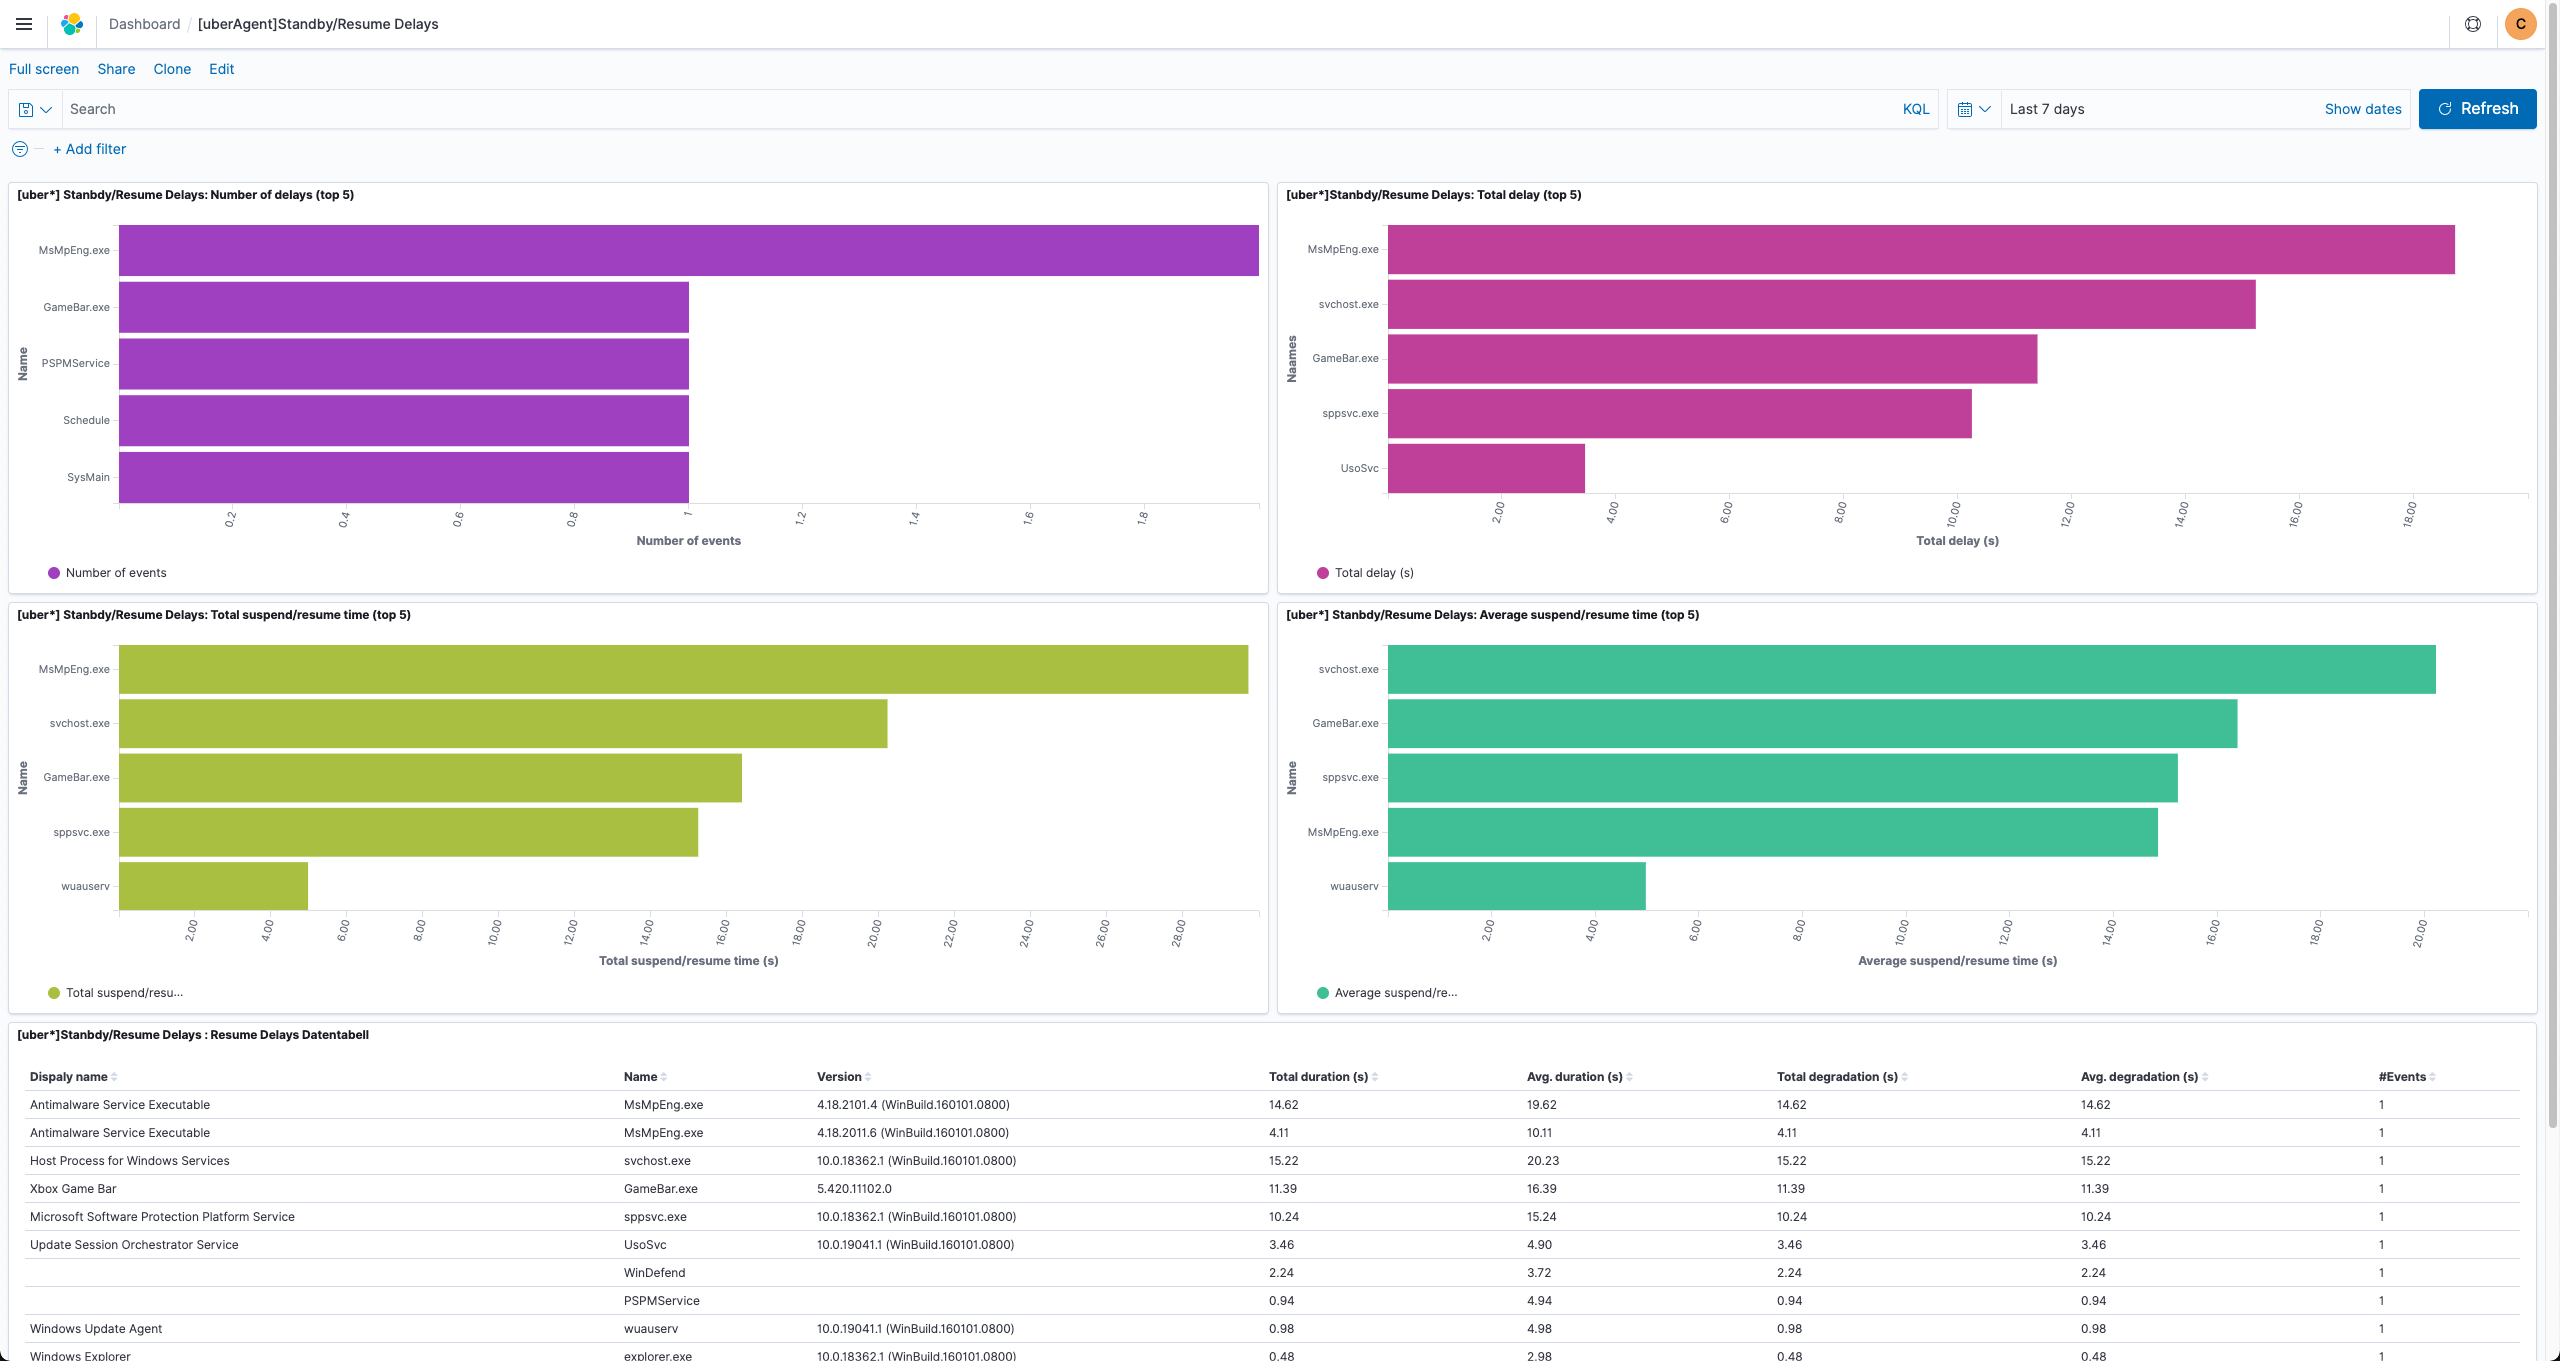 Dashboard / [uberAgent]Standby/Resume Delays
C
Full screen Share Clone Edit
Search KQL Last 7 days Show dates Refresh
+ Add filter
[uber*] Stanbdy/Resume Delays: Number of delays (top 5)
Name
MsMpEng.exe
GameBar.exe
PSPMService
Schedule
SysMain
0.2 0.4 0.6 0.8 1 1.2 1.4 1.6 1.8
Number of events
Number of events
[uber*]Stanbdy/Resume Delays: Total delay (top 5)
Naames
MsMpEng.exe
svchost.exe
GameBar.exe
sppsvc.exe
UsoSvc
2.00 4.00 6.00 8.00 10.00 12.00 14.00 16.00 18.00
Total delay (s)
Total delay (s)
[uber*] Stanbdy/Resume Delays: Total suspend/resume time (top 5)
Name
MsMpEng.exe
svchost.exe
GameBar.exe
sppsvc.exe
wuauserv
2.00 4.00 6.00 8.00 10.00 12.00 14.00 16.00 18.00 20.00 22.00 24.00 26.00 28.00
Total suspend/resume time (s)
Total suspend/resu...
[uber*] Stanbdy/Resume Delays: Average suspend/resume time (top 5)
Name
svchost.exe
GameBar.exe
sppsvc.exe
MsMpEng.exe
wuauserv
2.00 4.00 6.00 8.00 10.00 12.00 14.00 16.00 18.00 20.00
Average suspend/resume time (s)
Average suspend/re...
[uber*]Stanbdy/Resume Delays : Resume Delays Datentabell
Dispaly name Name Version Total duration (s) Avg. duration (s) Total degradation (s) Avg. degradation (s) #Events
Antimalware Service Executable MsMpEng.exe 4.18.2101.4 (WinBuild.160101.0800) 14.62 19.62 14.62 14.62 1
Antimalware Service Executable MsMpEng.exe 4.18.2011.6 (WinBuild.160101.0800) 4.11 10.11 4.11 4.11 1
Host Process for Windows Services svchost.exe 10.0.18362.1 (WinBuild.160101.0800) 15.22 20.23 15.22 15.22 1
Xbox Game Bar GameBar.exe 5.420.11102.0 11.39 16.39 11.39 11.39 1
Microsoft Software Protection Platform Service sppsvc.exe 10.0.18362.1 (WinBuild.160101.0800) 10.24 15.24 10.24 10.24 1
Update Session Orchestrator Service UsoSvc 10.0.19041.1 (WinBuild.160101.0800) 3.46 4.90 3.46 3.46 1
WinDefend 2.24 3.72 2.24 2.24 1
PSPMService 0.94 4.94 0.94 0.94 1
Windows Update Agent wuauserv 10.0.19041.1 (WinBuild.160101.0800) 0.98 4.98 0.98 0.98 1
Windows Explorer explorer.exe 10.0.18362.1 (WinBuild.160101.0800) 0.48 2.98 0.48 0.48 1